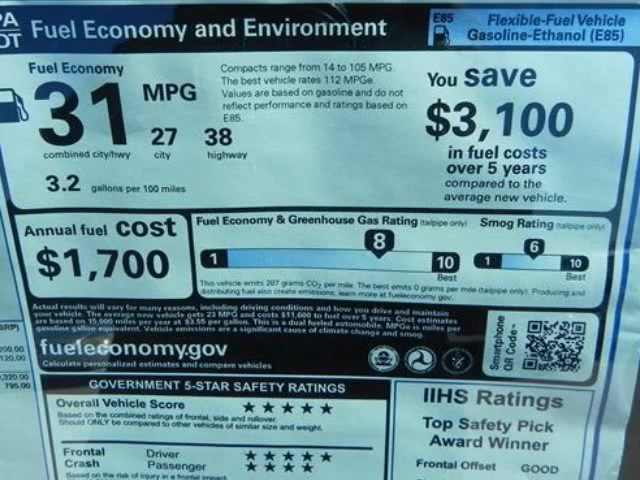 PA
OT
Fuel Economy and Environment
E85
Flexible-Fuel Vehicle
Gasoline-Ethanol (E85)
Fuel Economy
31 MPG
combined city/hwy
27
city
38
highway
3.2 gallons per 100 miles
Compacts range from 14 to 105 MPG.
The best vehicle rates 112 MPGe.
Values are based on gasoline and do not
reflect performance and ratings based on
E85.
You save
$3,100
in fuel costs
over 5 years
compared to the
average new vehicle.
Annual fuel cost
$1,700
Fuel Economy & Greenhouse Gas Rating (tailpipe only)
8
1
10
Best
Smog Rating (tailpipe only)
6
1
10
Best
This vehicle emits 287 grams CO2 per mile. The best emits 0 grams per mile (tailpipe only). Producing and
distributing fuel also create emissions; learn more at fueleconomy.gov.
Actual results will vary for many reasons, including driving conditions and how you drive and maintain
your vehicle. The average new vehicle gets 23 MPG and costs $11,600 to fuel over 5 years. Cost estimates
are based on 15,000 miles per year at $3.55 per gallon. This is a dual fueled automobile. MPGe is miles per
gasoline gallon equivalent. Vehicle emissions are a significant cause of climate change and smog.
fueleconomy.gov
Calculate personalized estimates and compare vehicles
Smartphone
QR Code
GOVERNMENT 5-STAR SAFETY RATINGS
Overall Vehicle Score ★★★★★
Based on the combined ratings of frontal, side and rollover.
Should ONLY be compared to other vehicles of similar size and weight.
Frontal
Crash
Driver ★★★★★
Passenger ★★★★
Based on the risk of injury in a frontal impact
IIHS Ratings
Top Safety Pick
Award Winner
Frontal Offset GOOD